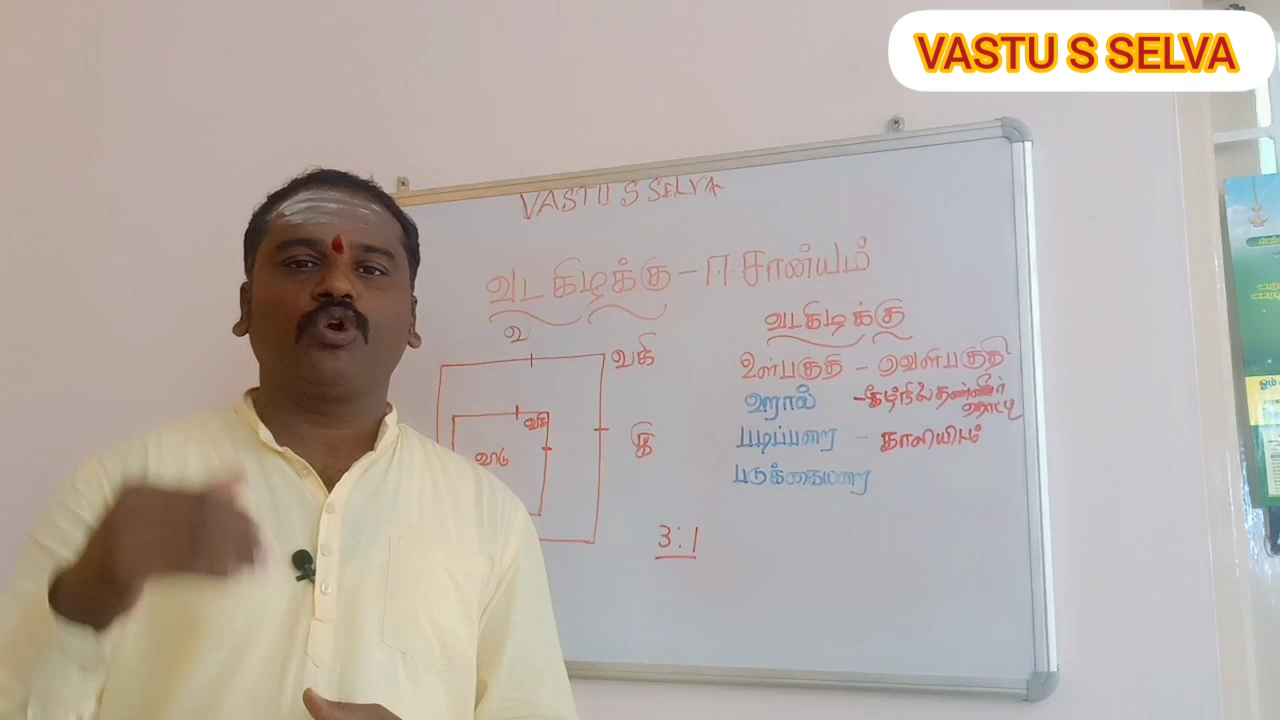 VASTU S SELVA
VASTU S SELVA
வடகிழக்கு - ஈசான்யம்
வ
வகி
கி
வகி
வீடு
வடகிழக்கு
உள்பகுதி - வெளிபகுதி
ஹால் - கீழ்நிலை தண்ணீர்
தொட்டி
படிப்பறை - காலியிடம்
படுக்கையறை
3:1